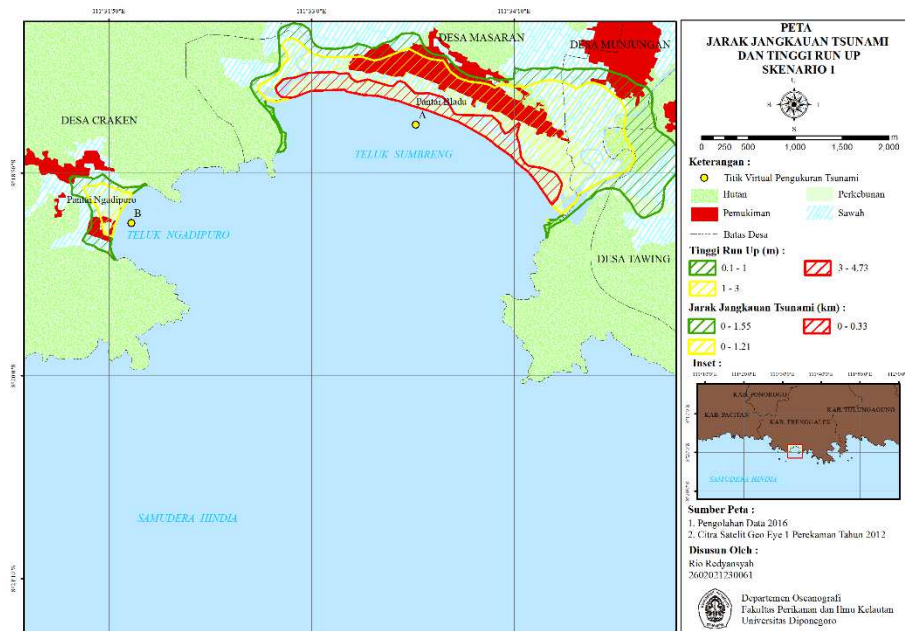 PETA
JARAK JANGKAUAN TSUNAMI
DAN TINGGI RUN UP
SKENARIO 1
0 250 500 1,000 1,500 2,000
m
Keterangan :
Titik Virtual Pengukuran Tsunami
Hutan
Perkebunan
Pemukiman
Sawah
Batas Desa
Tinggi Run Up (m) :
0.1 - 1
3 - 4.73
1 - 3
Jarak Jangkauan Tsunami (km) :
0 - 1.55
0 - 0.33
0 - 1.21
Inset :
KAB. PONOROGO
KAB. PACITAN
KAB. TRENGGALEK
KAB. TULUNGAGUNG
SAMUDERA HINDIA
Sumber Peta :
1. Pengolahan Data 2016
2. Citra Satelit Geo Eye 1 Perekaman Tahun 2012
Disusun Oleh :
Rio Redyansyah
26020212130061
Departemen Oseanografi
Fakultas Perikanan dan Ilmu Kelautan
Universitas Diponegoro
DESA MASARAN
DESA MUNJUNGAN
Pantai Bladu
A
DESA CRAKEN
TELUK SUMBRENG
Pantai Ngadipuro
B
TELUK NGADIPURO
DESA TAWING
SAMUDERA HINDIA